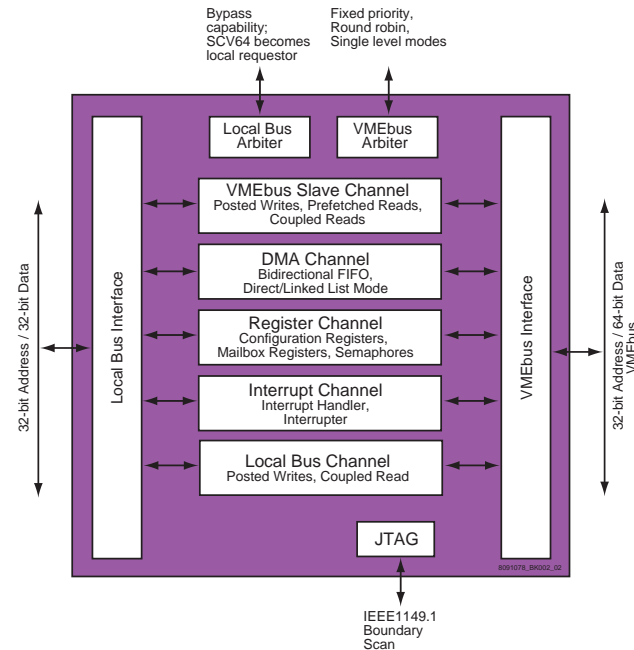 Bypass
capability;
SCV64 becomes
local requestor
Fixed priority,
Round robin,
Single level modes
Local Bus
Arbiter
VMEbus
Arbiter
VMEbus Slave Channel
Posted Writes, Prefetched Reads,
Coupled Reads
DMA Channel
Bidirectional FIFO,
Direct/Linked List Mode
Register Channel
Configuration Registers,
Mailbox Registers, Semaphores
Interrupt Channel
Interrupt Handler,
Interrupter
Local Bus Channel
Posted Writes, Coupled Read
32-bit Address / 32-bit Data
Local Bus Interface
VMEbus Interface
32-bit Address / 64-bit Data
VMEbus
JTAG
8091078_BK002_02
IEEE1149.1
Boundary
Scan